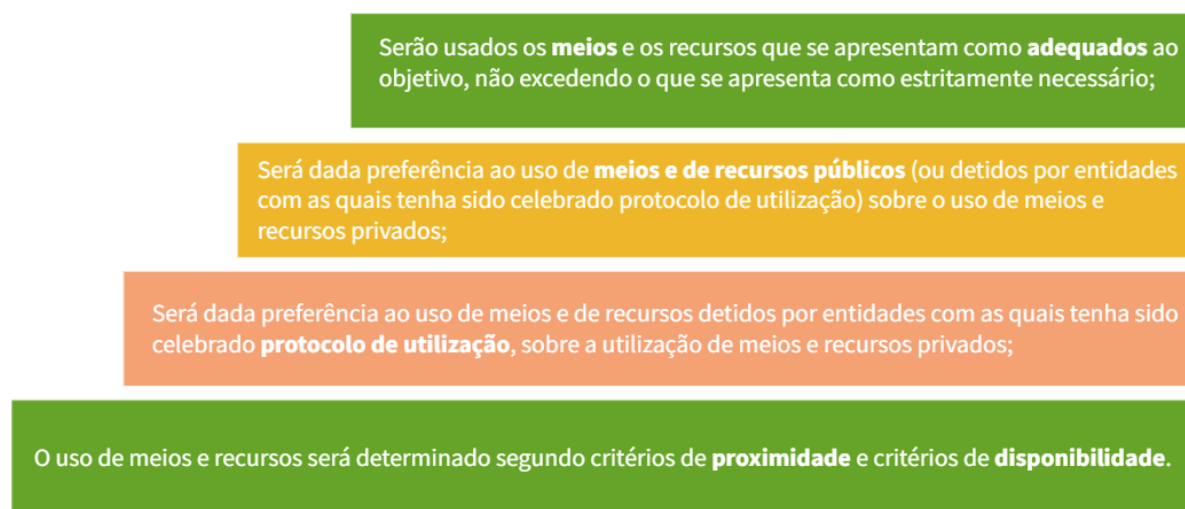 Serão usados os meios e os recursos que se apresentam como adequados ao
objetivo, não excedendo o que se apresenta como estritamente necessário;
Será dada preferência ao uso de meios e de recursos públicos (ou detidos por entidades
com as quais tenha sido celebrado protocolo de utilização) sobre o uso de meios e
recursos privados;
Será dada preferência ao uso de meios e de recursos detidos por entidades com as quais tenha sido
celebrado protocolo de utilização, sobre a utilização de meios e recursos privados;
O uso de meios e recursos será determinado segundo critérios de proximidade e critérios de disponibilidade.